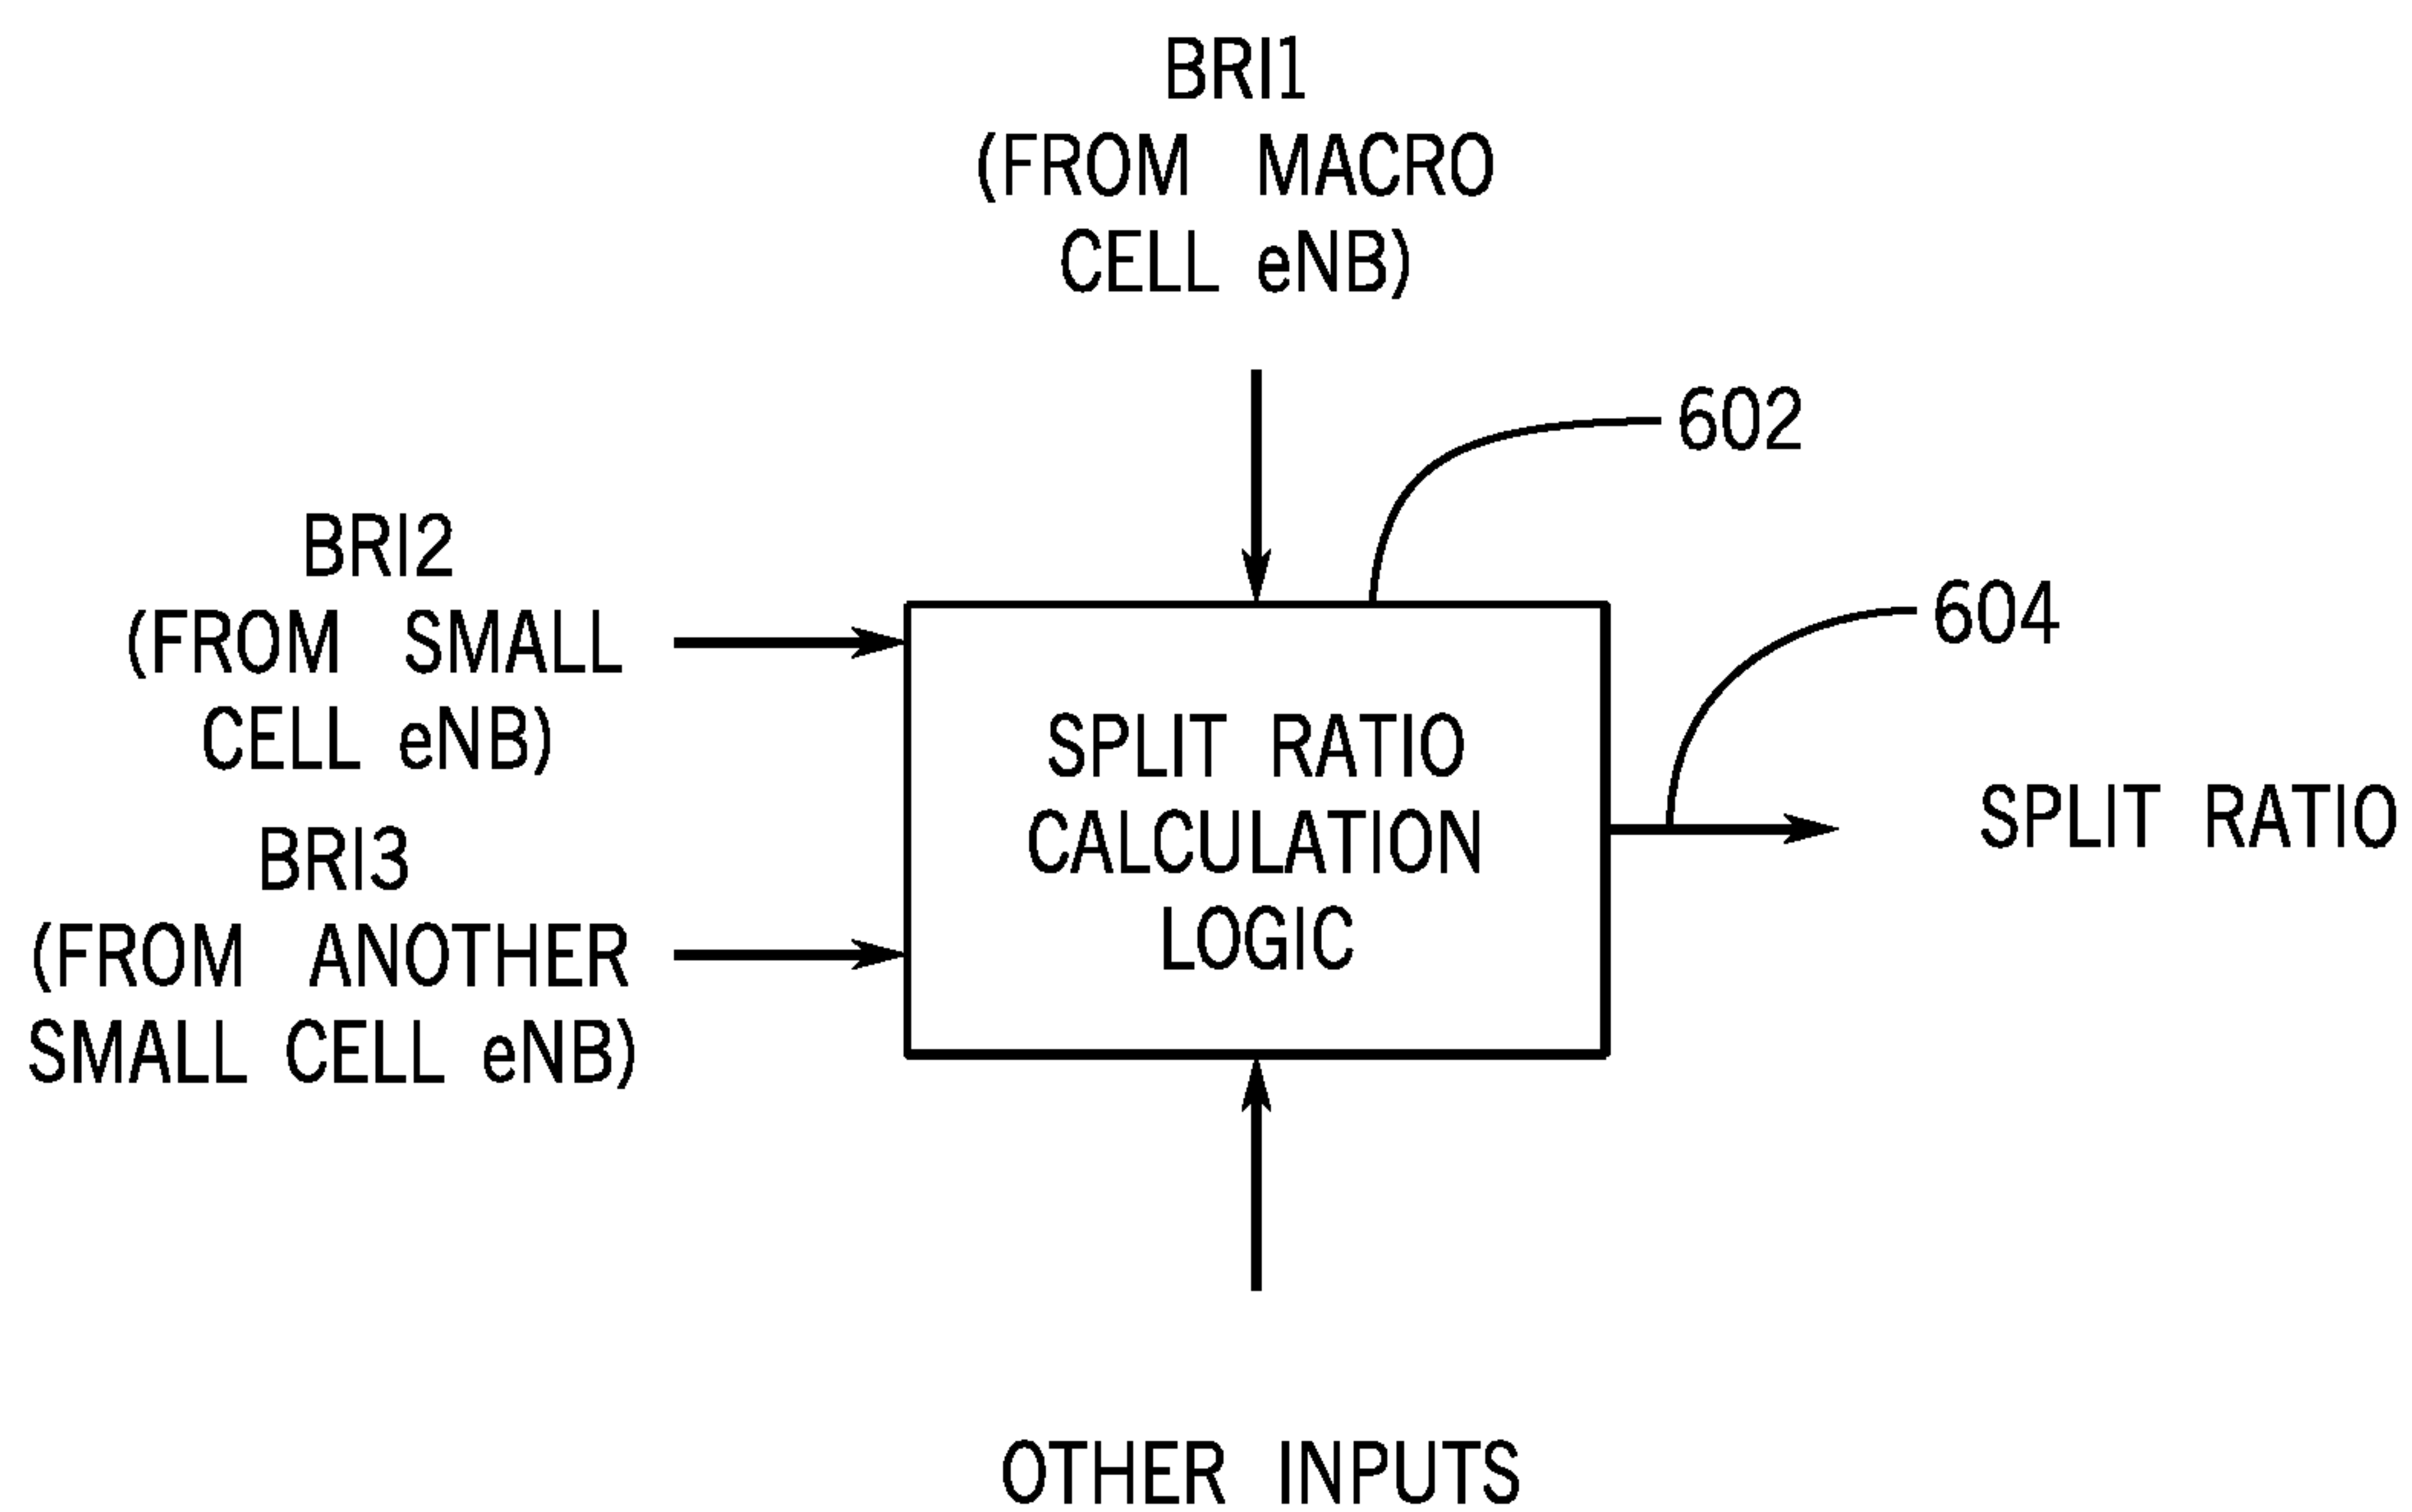 BRI1
(FROM MACRO
CELL eNB)
602
BRI2
(FROM SMALL
CELL eNB)
604
BRI3
(FROM ANOTHER
SMALL CELL eNB)
SPLIT RATIO
CALCULATION
LOGIC
SPLIT RATIO
OTHER INPUTS